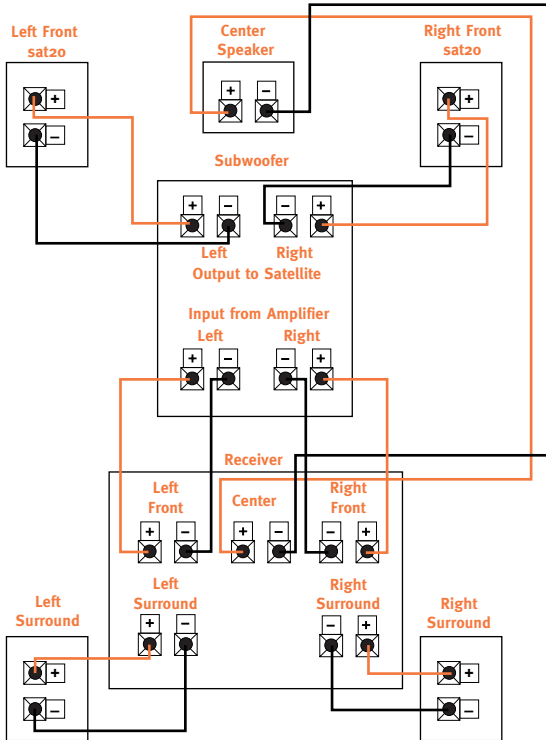 Left Front
sat20
Center
Speaker
Right Front
sat20
+
−
+ −
+
−
Subwoofer
+ − − +
Left Right
Output to Satellite
Input from Amplifier
Left Right
+ − − +
Receiver
Left
Front
Center
Right
Front
+ − + − − +
Left
Surround
Right
Surround
+ − − +
Left
Surround
Right
Surround
+
−
+
−